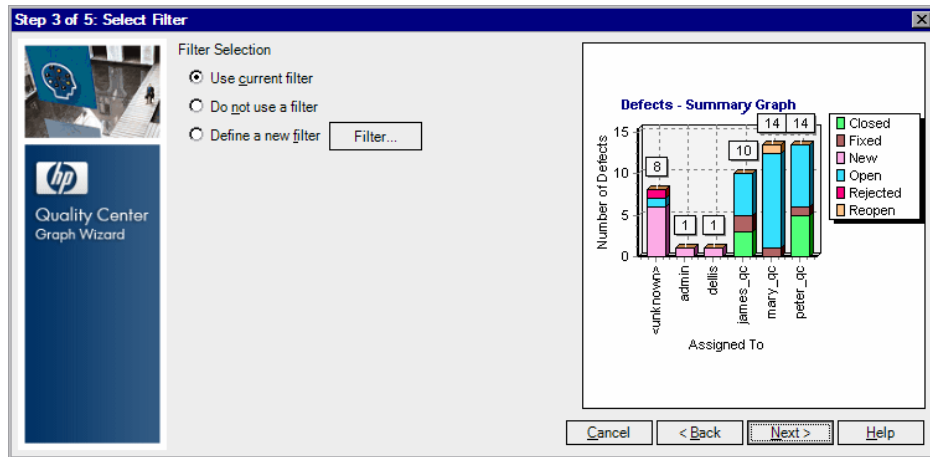 Step 3 of 5: Select Filter
Filter Selection
Use current filter
Do not use a filter
Define a new filter
Filter...
hp
Quality Center
Graph Wizard
Defects - Summary Graph
Number of Defects
15
10
5
0
8
1
1
10
14
14
<unknown>
admin
dellis
james_qc
mary_qc
peter_qc
Assigned To
Closed
Fixed
New
Open
Rejected
Reopen
Cancel
< Back
Next >
Help